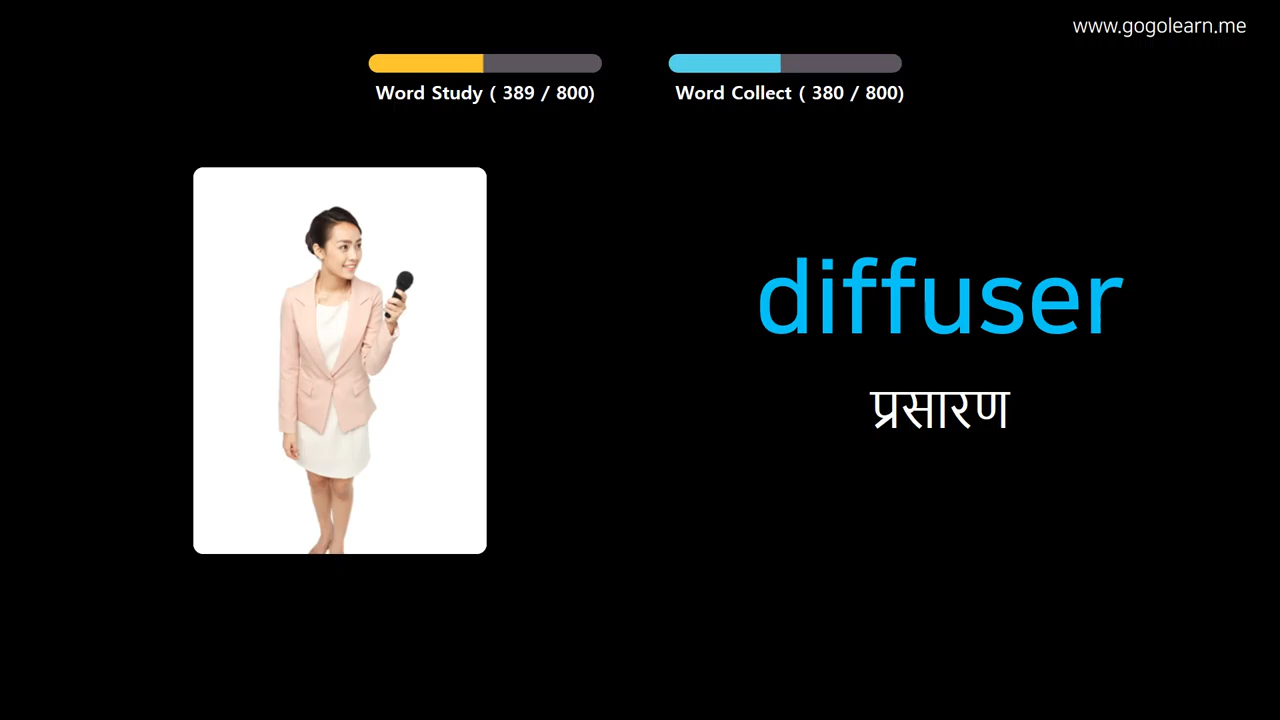 www.gogolearn.me
Word Study ( 389 / 800)
Word Collect ( 380 / 800)
diffuser
प्रसारण